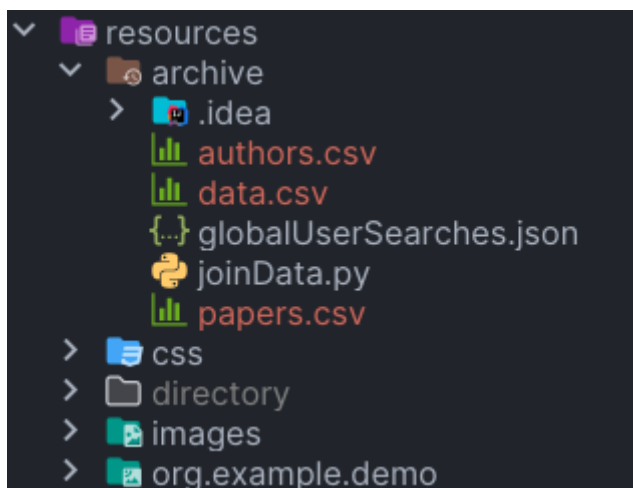 resources
archive
.idea
authors.csv
data.csv
globalUserSearches.json
joinData.py
papers.csv
css
directory
images
org.example.demo